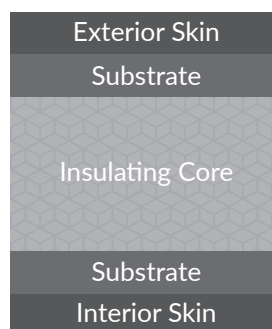 Exterior Skin
Substrate
Insulating Core
Substrate
Interior Skin